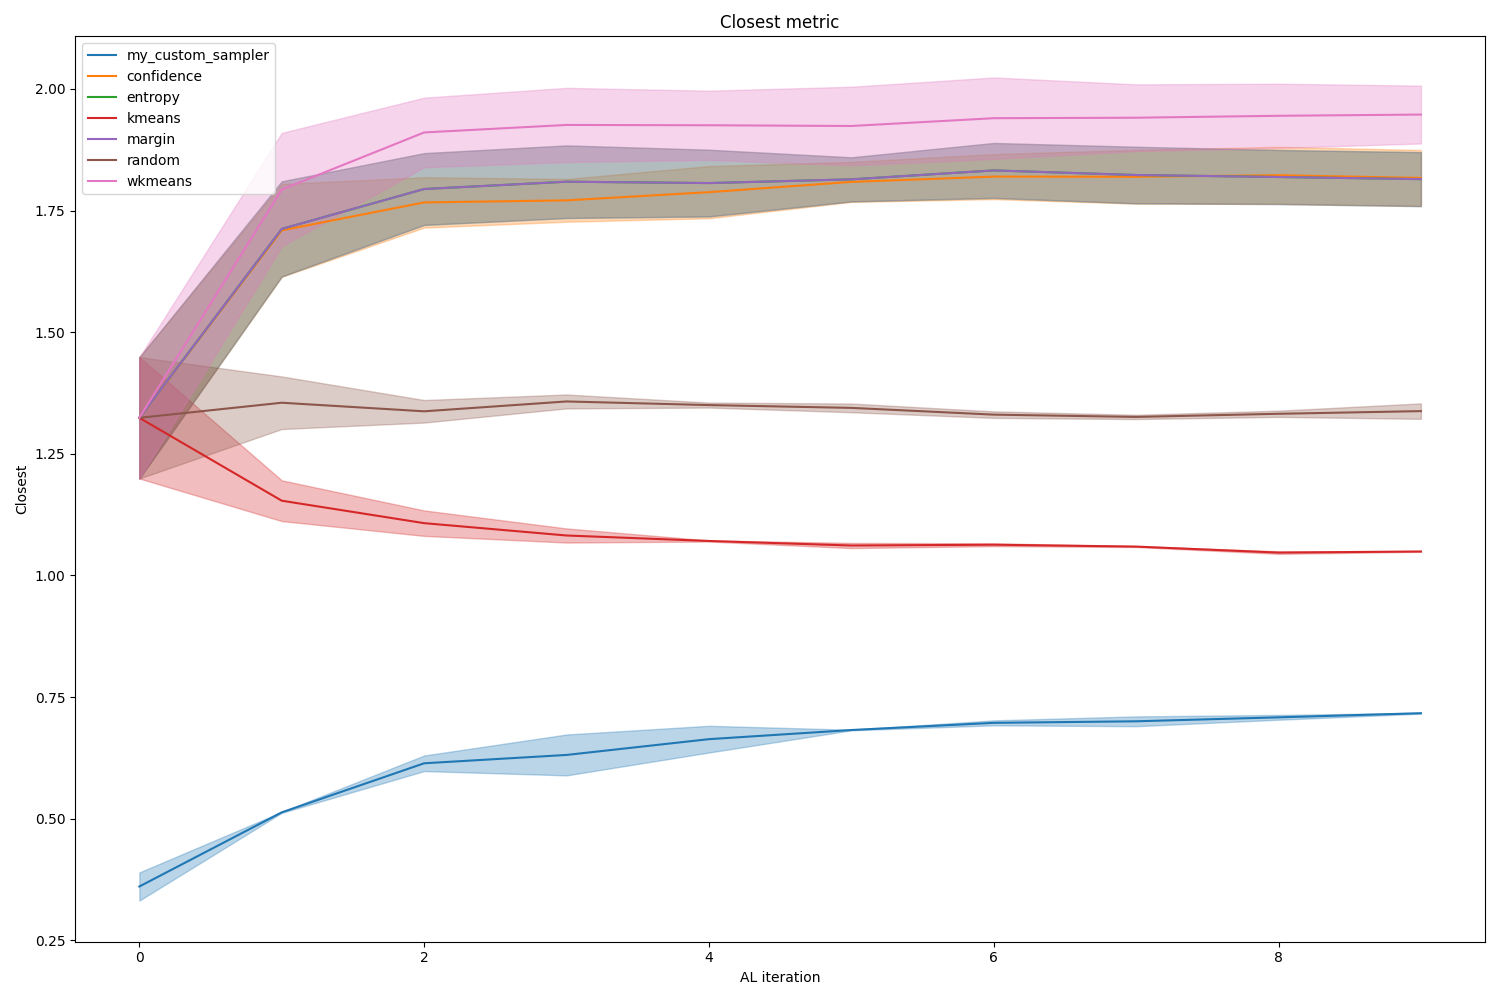 Closest metric
my_custom_sampler
confidence
entropy
kmeans
margin
random
wkmeans
2.00
1.75
1.50
1.25
1.00
0.75
0.50
0.25
Closest
0 2 4 6 8
AL iteration